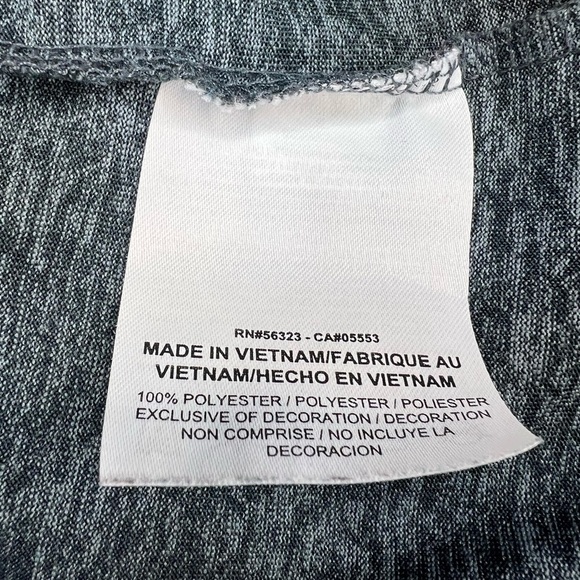 RN#56323 - CA#05553
MADE IN VIETNAM/FABRIQUE AU
VIETNAM/HECHO EN VIETNAM
100% POLYESTER / POLYESTER / POLIESTER
EXCLUSIVE OF DECORATION / DECORATION
NON COMPRISE / NO INCLUYE LA
DECORACION